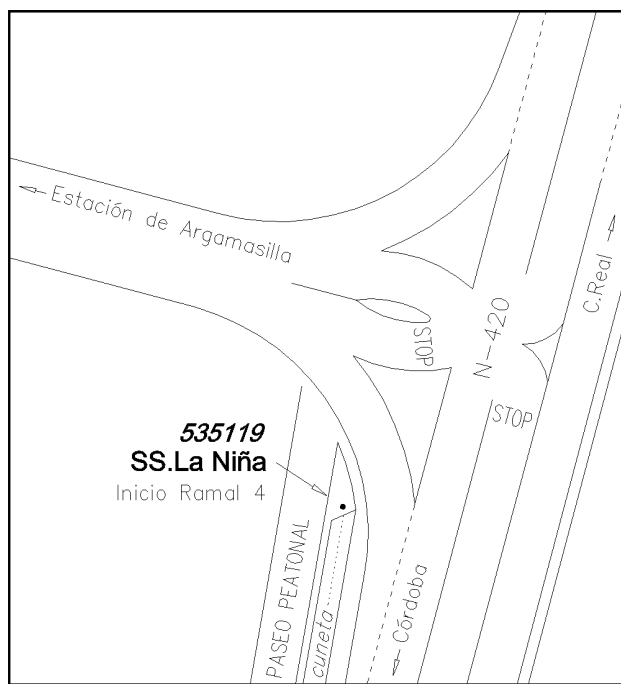 Estación de Argamasilla
C.Real
N-420
STOP
STOP
535119
SS.La Niña
Inicio Ramal 4
PASEO PEATONAL
cuneta
Córdoba